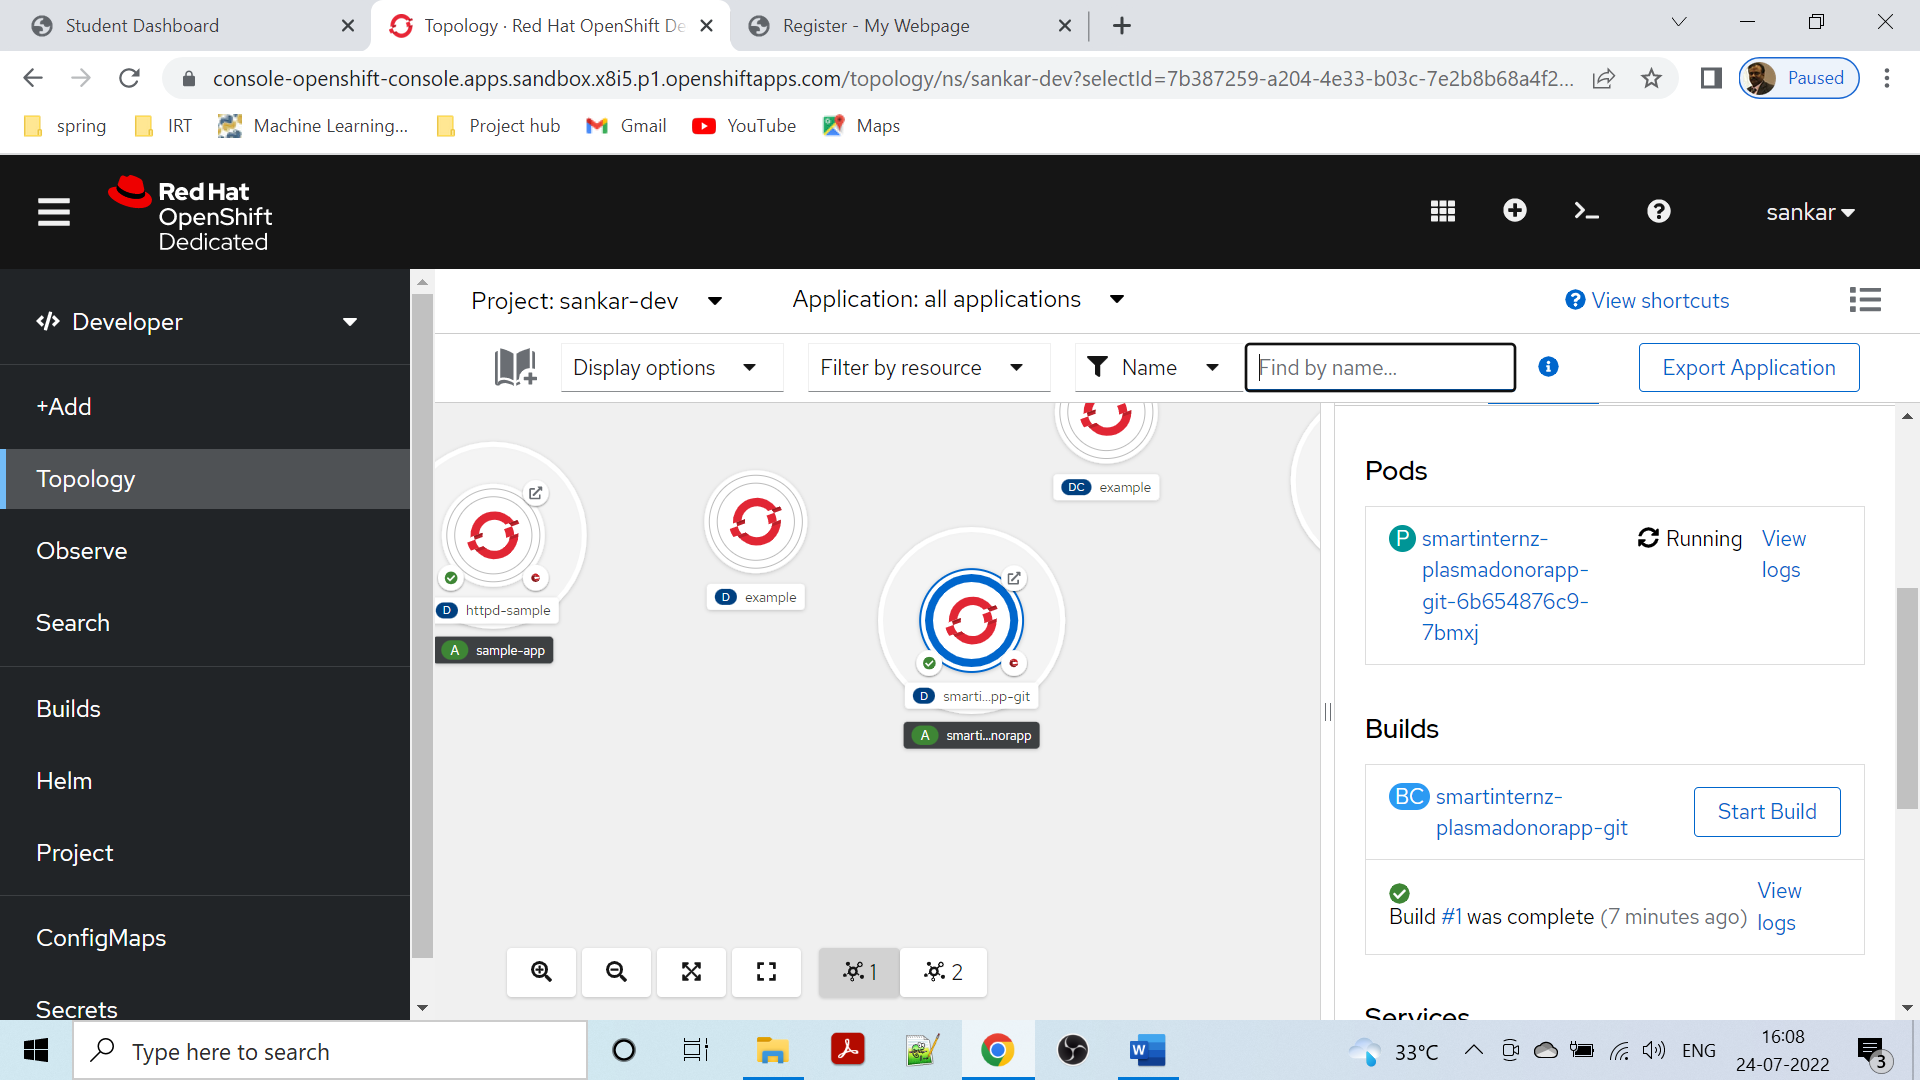 Student Dashboard
Topology · Red Hat OpenShift De
Register - My Webpage
console-openshift-console.apps.sandbox.x8i5.p1.openshiftapps.com/topology/ns/sankar-dev?selectId=7b387259-a204-4e33-b03c-7e2b8b68a4f2...
Paused
spring
IRT
Machine Learning...
Project hub
Gmail
YouTube
Maps
Red Hat
OpenShift
Dedicated
sankar
Developer
+Add
Topology
Observe
Search
Builds
Helm
Project
ConfigMaps
Secrets
Project: sankar-dev
Application: all applications
View shortcuts
Display options
Filter by resource
Name
Find by name...
Export Application
DC example
D httpd-sample
A sample-app
D example
D smarti...pp-git
A smarti...norapp
1
2
Pods
P smartinternz-
plasmadonorapp-
git-6b654876c9-
7bmxj
Running
View
logs
Builds
BC smartinternz-
plasmadonorapp-git
Start Build
Build #1 was complete (7 minutes ago)
View
logs
Services
Type here to search
33°C
ENG
16:08
24-07-2022
3